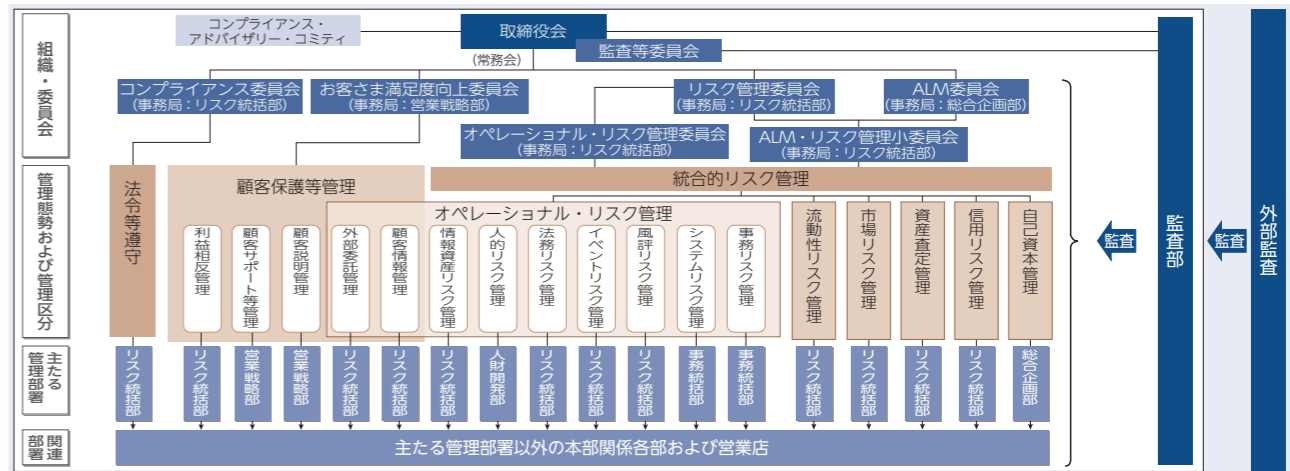 組織・委員会
コンプライアンス・
アドバイザリー・コミティ
取締役会
監査等委員会
(常務会)
コンプライアンス委員会
(事務局：リスク統括部)
お客さま満足度向上委員会
(事務局：営業戦略部)
リスク管理委員会
(事務局：リスク統括部)
ALM委員会
(事務局：総合企画部)
オペレーショナル・リスク管理委員会
(事務局：リスク統括部)
ALM・リスク管理小委員会
(事務局：リスク統括部)
管理態勢および管理区分
法令等遵守
顧客保護等管理
統合的リスク管理
オペレーショナル・リスク管理
利益相反管理
顧客サポート等管理
顧客説明管理
外部委託管理
顧客情報管理
情報資産リスク管理
人的リスク管理
法務リスク管理
イベントリスク管理
風評リスク管理
システムリスク管理
事務リスク管理
流動性リスク管理
市場リスク管理
資産査定管理
信用リスク管理
自己資本管理
主たる
管理部署
リスク統括部
リスク統括部
営業戦略部
営業戦略部
リスク統括部
リスク統括部
リスク統括部
人財開発部
リスク統括部
リスク統括部
リスク統括部
事務統括部
事務統括部
リスク統括部
リスク統括部
リスク統括部
リスク統括部
総合企画部
関連
部署
主たる管理部署以外の本部関係各部および営業店
監査
監査部
監査
外部監査